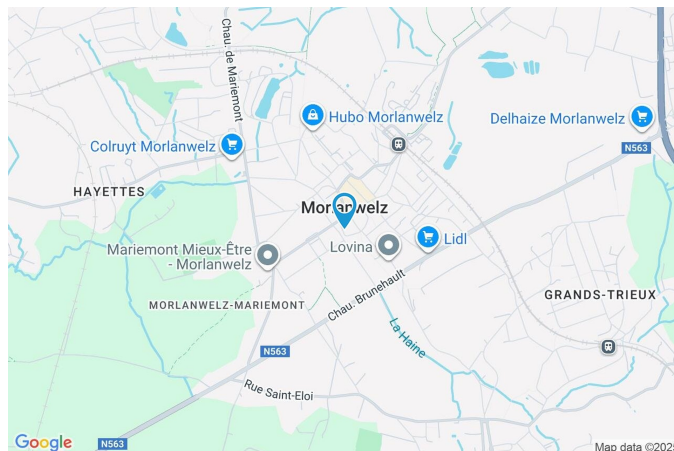 Chau. de Mariemont
Hubo Morlanwelz
Delhaize Morlanwelz
Colruyt Morlanwelz
N563
HAYETTES
Morlanwelz
Lovina
Lidl
Mariemont Mieux-Être
- Morlanwelz
MORLANWELZ-MARIEMONT
Chau. Brunehault
GRANDS-TRIEUX
La Haine
N563
Rue Saint-Eloi
N563
Google
Map data ©2025